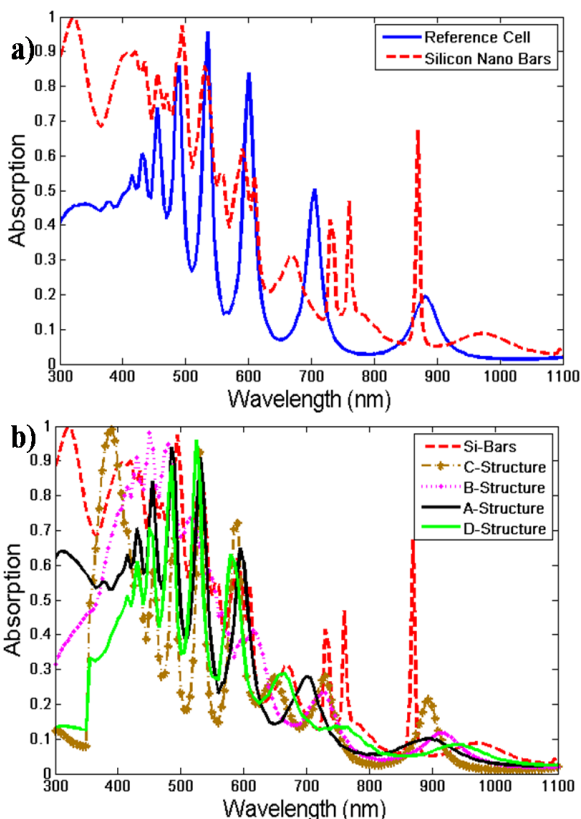 a)
1
0.9
0.8
0.7
0.6
0.5
0.4
0.3
0.2
0.1
0
Absorption
Reference Cell
Silicon Nano Bars
300 400 500 600 700 800 900 1000 1100
Wavelength (nm)
b)
1
0.9
0.8
0.7
0.6
0.5
0.4
0.3
0.2
0.1
0
Absorption
Si-Bars
C-Structure
B-Structure
A-Structure
D-Structure
300 400 500 600 700 800 900 1000 1100
Wavelength (nm)